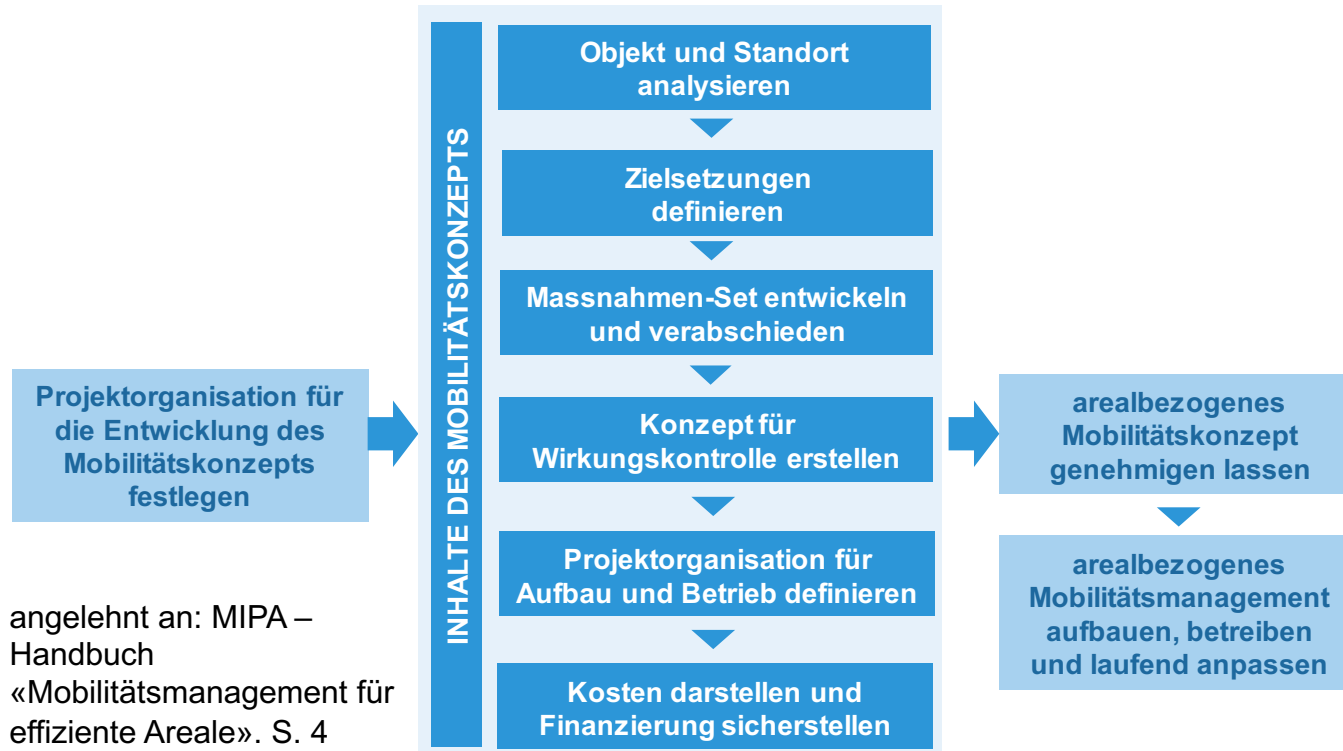 Projektorganisation für
die Entwicklung des
Mobilitätskonzepts
festlegen
INHALTE DES MOBILITÄTSKONZEPTS
Objekt und Standort
analysieren
Zielsetzungen
definieren
Massnahmen-Set entwickeln
und verabschieden
Konzept für
Wirkungskontrolle erstellen
Projektorganisation für
Aufbau und Betrieb definieren
Kosten darstellen und
Finanzierung sicherstellen
arealbezogenes
Mobilitätskonzept
genehmigen lassen
arealbezogenes
Mobilitätsmanagement
aufbauen, betreiben
und laufend anpassen
angelehnt an: MIPA –
Handbuch
«Mobilitätsmanagement für
effiziente Areale». S. 4